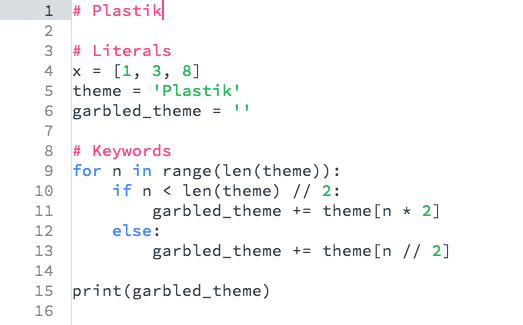 1 # Plastik
2
3 # Literals
4 x = [1, 3, 8]
5 theme = 'Plastik'
6 garbled_theme = ''
7
8 # Keywords
9 for n in range(len(theme)):
10     if n < len(theme) // 2:
11         garbled_theme += theme[n * 2]
12     else:
13         garbled_theme += theme[n // 2]
14
15 print(garbled_theme)
16